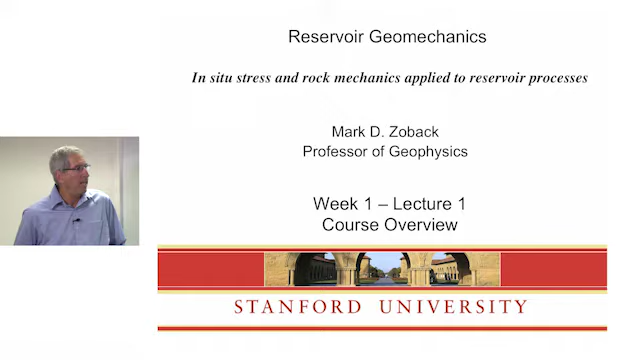 Reservoir Geomechanics
In situ stress and rock mechanics applied to reservoir processes
Mark D. Zoback
Professor of Geophysics
Week 1 – Lecture 1
Course Overview
STANFORD UNIVERSITY